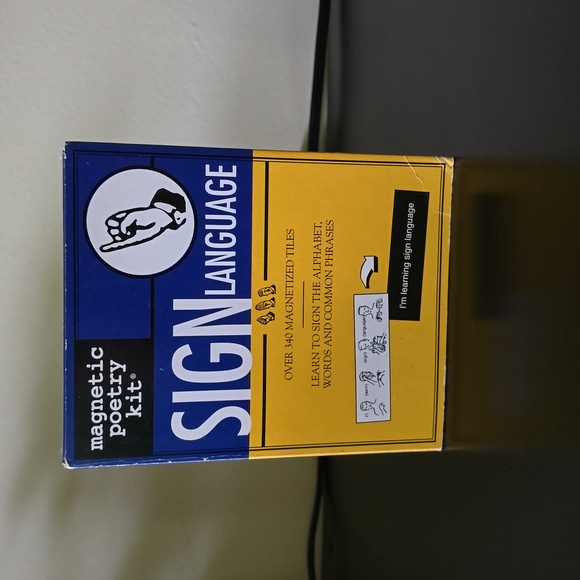 magnetic
poetry
kit®
SIGN
LANGUAGE
OVER 340 MAGNETIZED TILES
LEARN TO SIGN THE ALPHABET,
WORDS AND COMMON PHRASES
I'm learning sign language